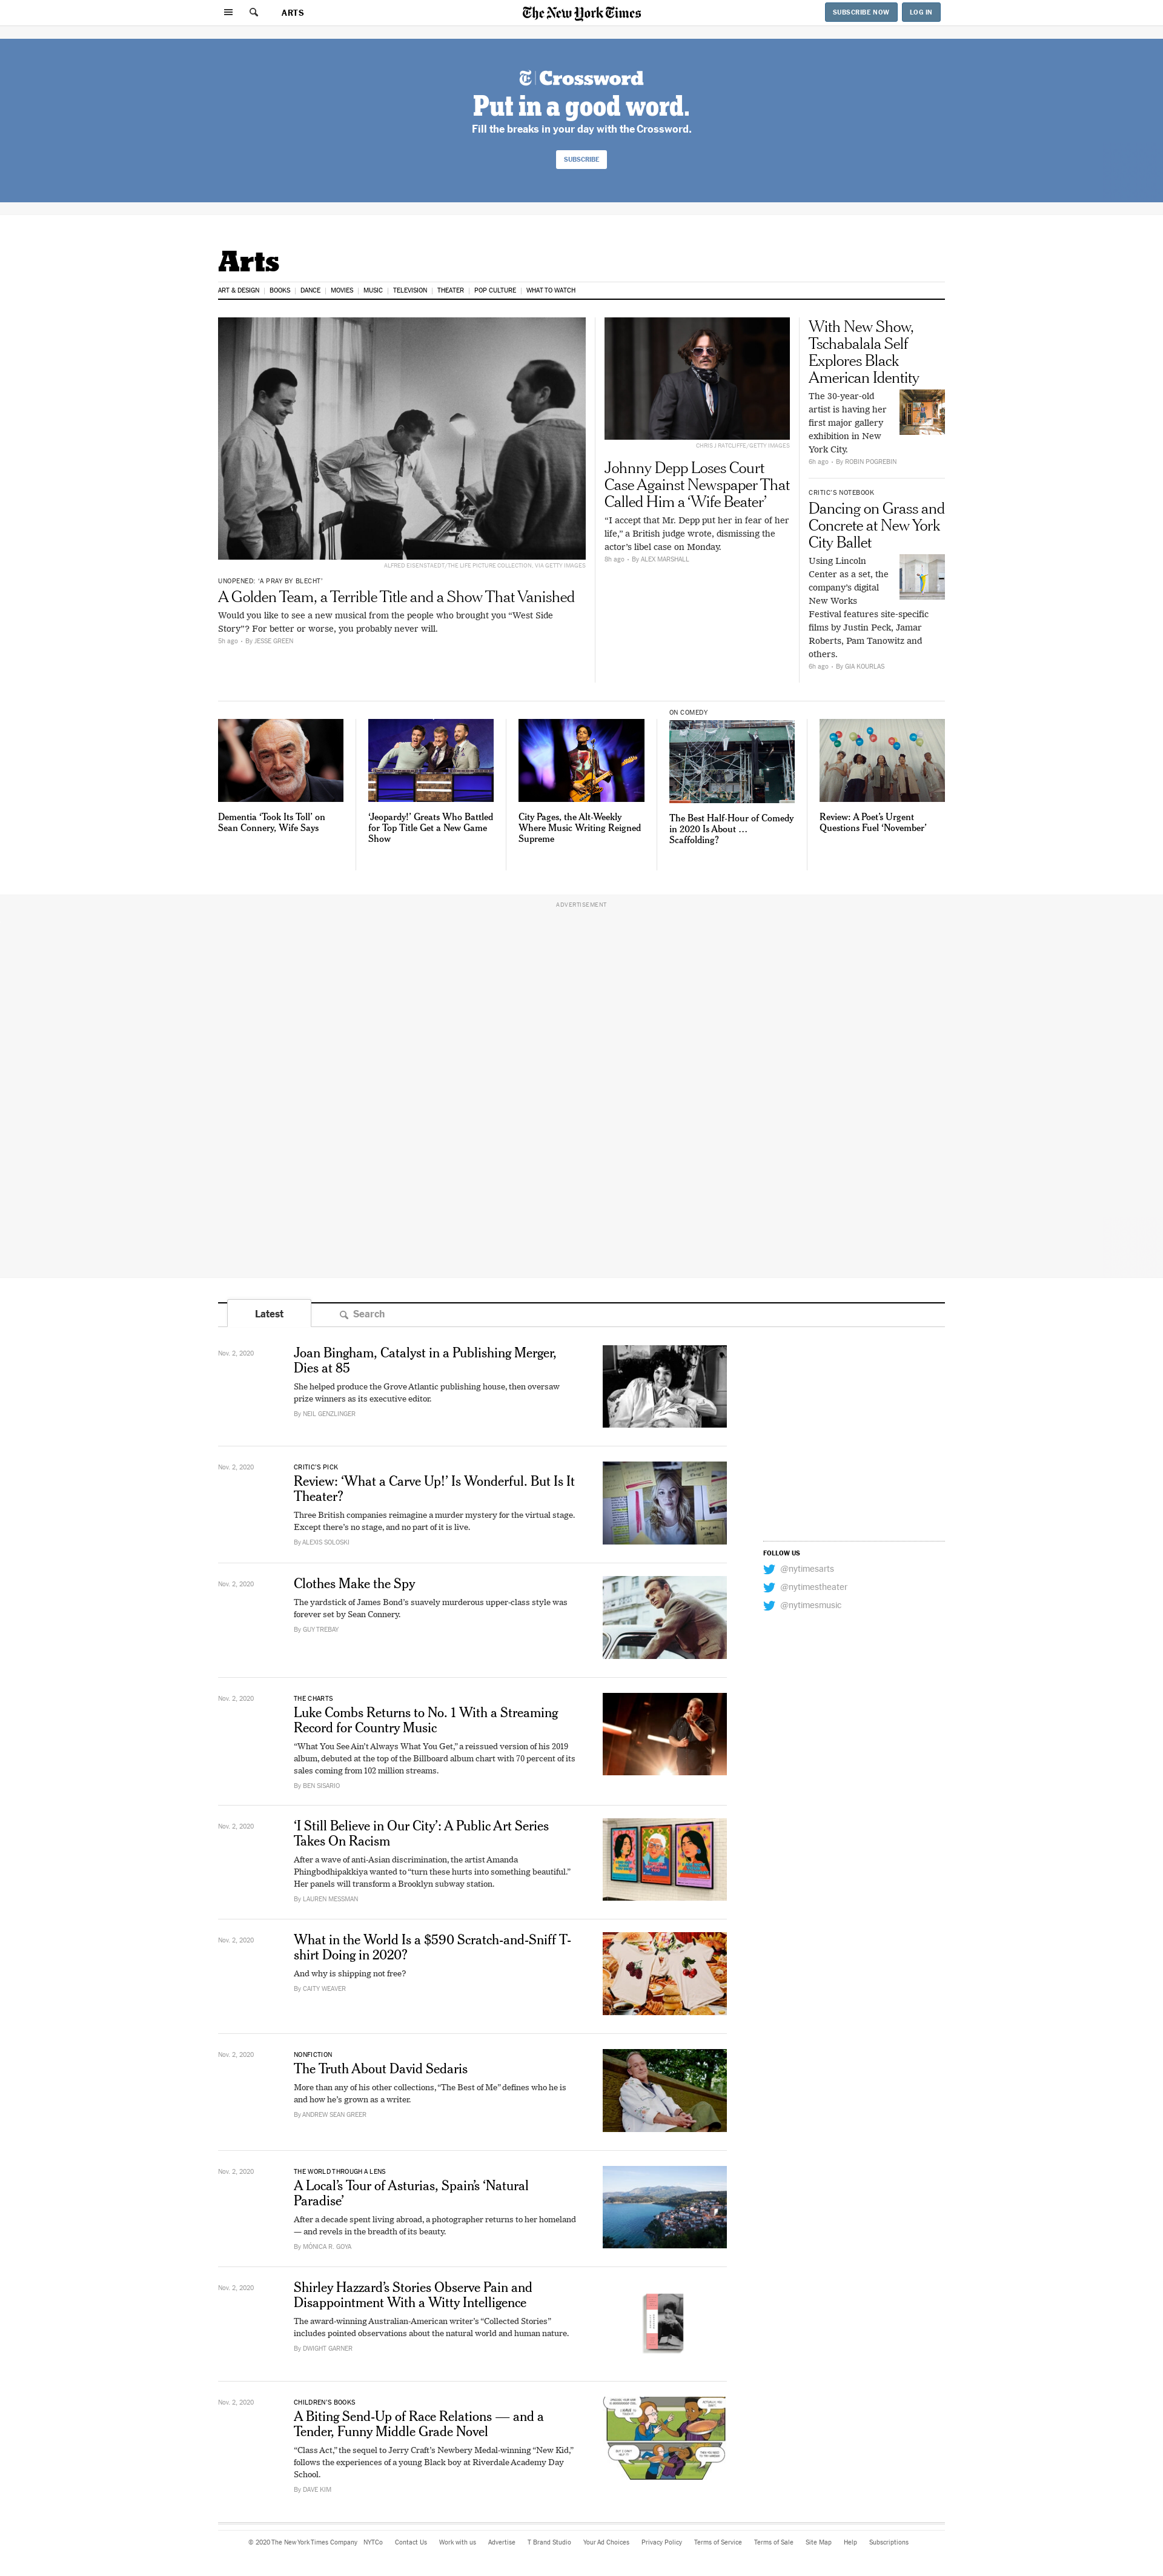 ARTS
The New York Times
SUBSCRIBE NOW
LOG IN
T Crossword
Put in a good word.
Fill the breaks in your day with the Crossword.
SUBSCRIBE
Arts
ART & DESIGN | BOOKS | DANCE | MOVIES | MUSIC | TELEVISION | THEATER | POP CULTURE | WHAT TO WATCH
ALFRED EISENSTAEDT/THE LIFE PICTURE COLLECTION, VIA GETTY IMAGES
UNOPENED: ‘A PRAY BY BLECHT’
A Golden Team, a Terrible Title and a Show That Vanished
Would you like to see a new musical from the people who brought you “West Side
Story”? For better or worse, you probably never will.
5h ago • By JESSE GREEN
CHRIS J RATCLIFFE/GETTY IMAGES
Johnny Depp Loses Court
Case Against Newspaper That
Called Him a ‘Wife Beater’
“I accept that Mr. Depp put her in fear of her
life,” a British judge wrote, dismissing the
actor’s libel case on Monday.
8h ago • By ALEX MARSHALL
With New Show,
Tschabalala Self
Explores Black
American Identity
The 30-year-old
artist is having her
first major gallery
exhibition in New
York City.
6h ago • By ROBIN POGREBIN
CRITIC’S NOTEBOOK
Dancing on Grass and
Concrete at New York
City Ballet
Using Lincoln
Center as a set, the
company’s digital
New Works
Festival features site-specific
films by Justin Peck, Jamar
Roberts, Pam Tanowitz and
others.
6h ago • By GIA KOURLAS
Dementia ‘Took Its Toll’ on
Sean Connery, Wife Says
‘Jeopardy!’ Greats Who Battled
for Top Title Get a New Game
Show
City Pages, the Alt-Weekly
Where Music Writing Reigned
Supreme
ON COMEDY
The Best Half-Hour of Comedy
in 2020 Is About …
Scaffolding?
Review: A Poet’s Urgent
Questions Fuel ‘November’
ADVERTISEMENT
Latest
Search
Nov. 2, 2020
Joan Bingham, Catalyst in a Publishing Merger,
Dies at 85
She helped produce the Grove Atlantic publishing house, then oversaw
prize winners as its executive editor.
By NEIL GENZLINGER
Nov. 2, 2020
CRITIC’S PICK
Review: ‘What a Carve Up!’ Is Wonderful. But Is It
Theater?
Three British companies reimagine a murder mystery for the virtual stage.
Except there’s no stage, and no part of it is live.
By ALEXIS SOLOSKI
FOLLOW US
@nytimesarts
@nytimestheater
@nytimesmusic
Nov. 2, 2020
Clothes Make the Spy
The yardstick of James Bond’s suavely murderous upper-class style was
forever set by Sean Connery.
By GUY TREBAY
Nov. 2, 2020
THE CHARTS
Luke Combs Returns to No. 1 With a Streaming
Record for Country Music
“What You See Ain’t Always What You Get,” a reissued version of his 2019
album, debuted at the top of the Billboard album chart with 70 percent of its
sales coming from 102 million streams.
By BEN SISARIO
Nov. 2, 2020
‘I Still Believe in Our City’: A Public Art Series
Takes On Racism
After a wave of anti-Asian discrimination, the artist Amanda
Phingbodhipakkiya wanted to “turn these hurts into something beautiful.”
Her panels will transform a Brooklyn subway station.
By LAUREN MESSMAN
Nov. 2, 2020
What in the World Is a $590 Scratch-and-Sniff T-
shirt Doing in 2020?
And why is shipping not free?
By CAITY WEAVER
Nov. 2, 2020
NONFICTION
The Truth About David Sedaris
More than any of his other collections, “The Best of Me” defines who he is
and how he’s grown as a writer.
By ANDREW SEAN GREER
Nov. 2, 2020
THE WORLD THROUGH A LENS
A Local’s Tour of Asturias, Spain’s ‘Natural
Paradise’
After a decade spent living abroad, a photographer returns to her homeland
— and revels in the breadth of its beauty.
By MÓNICA R. GOYA
Nov. 2, 2020
Shirley Hazzard’s Stories Observe Pain and
Disappointment With a Witty Intelligence
The award-winning Australian-American writer’s “Collected Stories”
includes pointed observations about the natural world and human nature.
By DWIGHT GARNER
Nov. 2, 2020
CHILDREN’S BOOKS
A Biting Send-Up of Race Relations — and a
Tender, Funny Middle Grade Novel
“Class Act,” the sequel to Jerry Craft’s Newbery Medal-winning “New Kid,”
follows the experiences of a young Black boy at Riverdale Academy Day
School.
By DAVE KIM
© 2020 The New York Times Company NYTCo Contact Us Work with us Advertise T Brand Studio Your Ad Choices Privacy Policy Terms of Service Terms of Sale Site Map Help Subscriptions